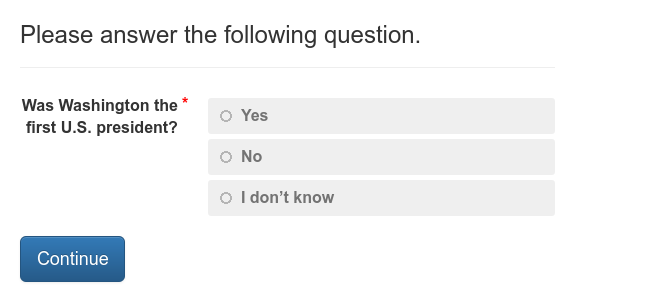 Please answer the following question.
Was Washington the *
first U.S. president?
Yes
No
I don’t know
Continue